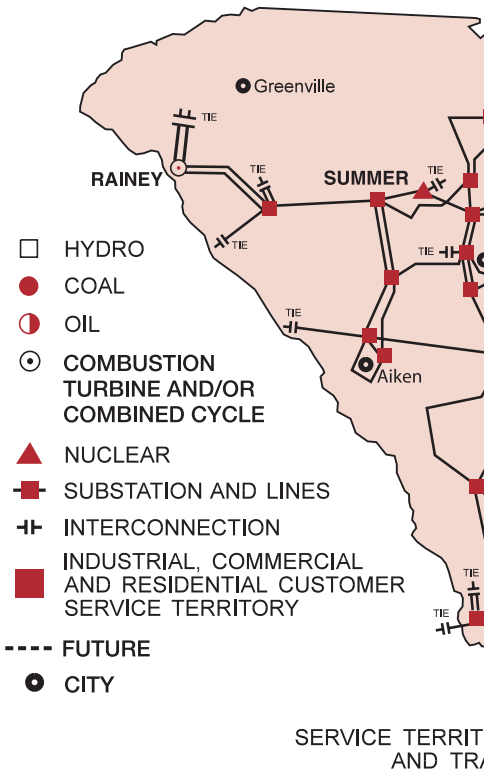 Greenville
TIE
RAINEY
TIE
SUMMER
TIE
TIE
TIE
TIE
Aiken
HYDRO
COAL
OIL
COMBUSTION
TURBINE AND/OR
COMBINED CYCLE
NUCLEAR
SUBSTATION AND LINES
INTERCONNECTION
INDUSTRIAL, COMMERCIAL
AND RESIDENTIAL CUSTOMER
SERVICE TERRITORY
FUTURE
CITY
TIE
TIE
SERVICE TERRIT
AND TRA